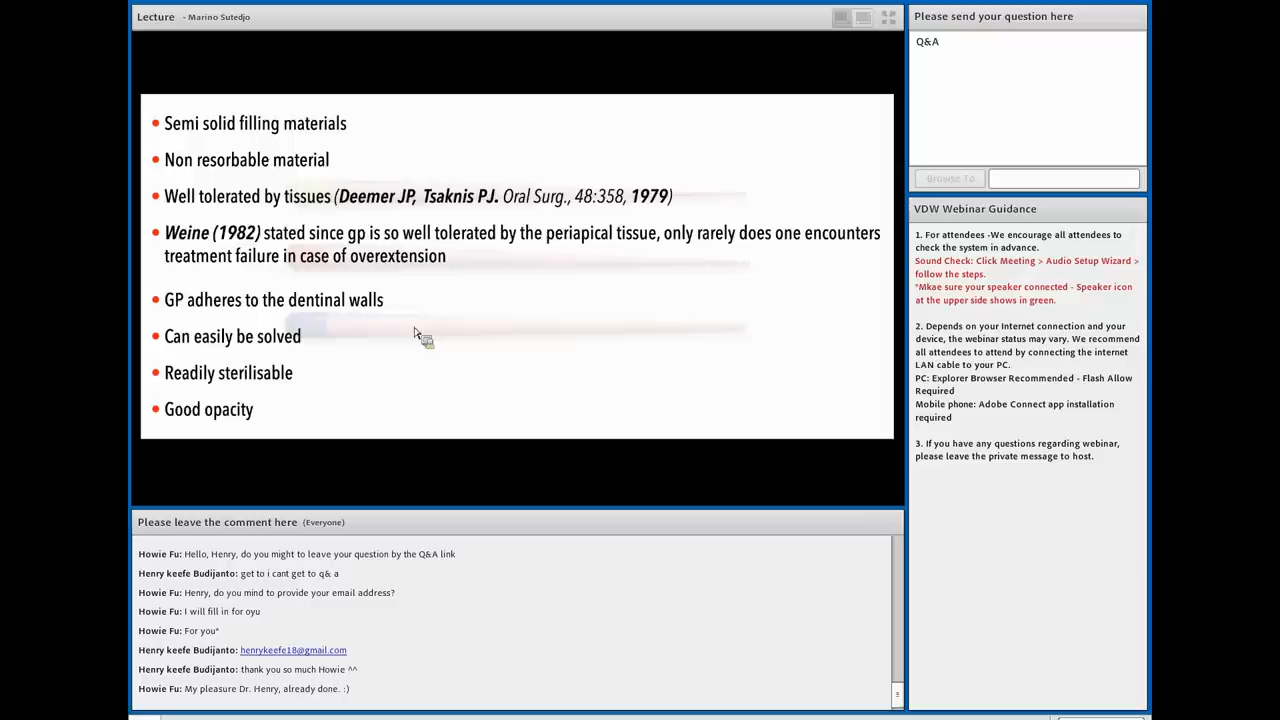 Lecture - Marino Sutedjo
• Semi solid filling materials
• Non resorbable material
• Well tolerated by tissues (Deemer JP, Tsaknis PJ. Oral Surg., 48:358, 1979)
• Weine (1982) stated since gp is so well tolerated by the periapical tissue, only rarely does one encounters
treatment failure in case of overextension
• GP adheres to the dentinal walls
• Can easily be solved
• Readily sterilisable
• Good opacity
Please leave the comment here (Everyone)
Howie Fu: Hello, Henry, do you might to leave your question by the Q&A link
Henry keefe Budijanto: get to i cant get to q& a
Howie Fu: Henry, do you mind to provide your email address?
Howie Fu: I will fill in for oyu
Howie Fu: For you*
Henry keefe Budijanto: henrykeefe18@gmail.com
Henry keefe Budijanto: thank you so much Howie ^^
Howie Fu: My pleasure Dr. Henry, already done. :)
Please send your question here
Q&A
Browse To
VDW Webinar Guidance
1. For attendees -We encourage all attendees to
check the system in advance.
Sound Check: Click Meeting > Audio Setup Wizard >
follow the steps.
*Mkae sure your speaker connected - Speaker icon
at the upper side shows in green.
2. Depends on your Internet connection and your
device, the webinar status may vary. We recommend
all attendees to attend by connecting the internet
LAN cable to your PC.
PC: Explorer Browser Recommended - Flash Allow
Required
Mobile phone: Adobe Connect app installation
required
3. If you have any questions regarding webinar,
please leave the private message to host.